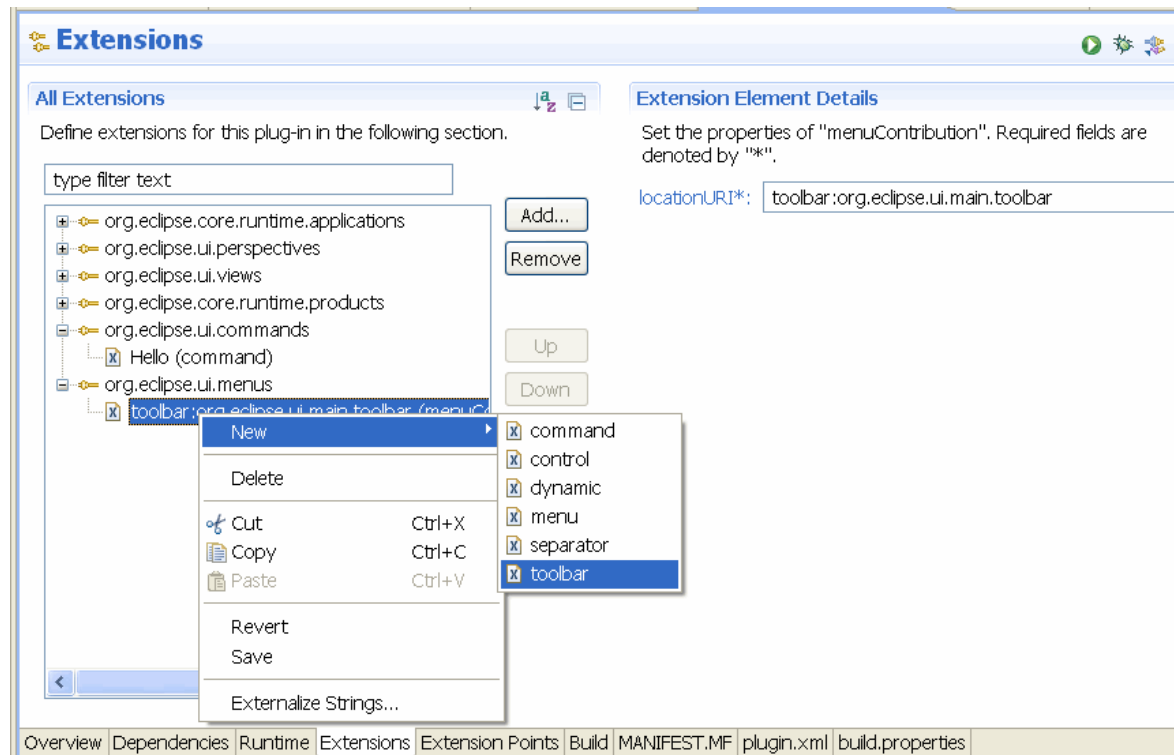 Extensions
All Extensions
Define extensions for this plug-in in the following section.
type filter text
org.eclipse.core.runtime.applications
org.eclipse.ui.perspectives
org.eclipse.ui.views
org.eclipse.core.runtime.products
org.eclipse.ui.commands
Hello (command)
org.eclipse.ui.menus
toolbar:org.eclipse.ui.main.toolbar (menuCo
Add...
Remove
Up
Down
New
Delete
Cut Ctrl+X
Copy Ctrl+C
Paste Ctrl+V
Revert
Save
Externalize Strings...
command
control
dynamic
menu
separator
toolbar
Extension Element Details
Set the properties of "menuContribution". Required fields are
denoted by "*".
locationURI*: toolbar:org.eclipse.ui.main.toolbar
Overview Dependencies Runtime Extensions Extension Points Build MANIFEST.MF plugin.xml build.properties